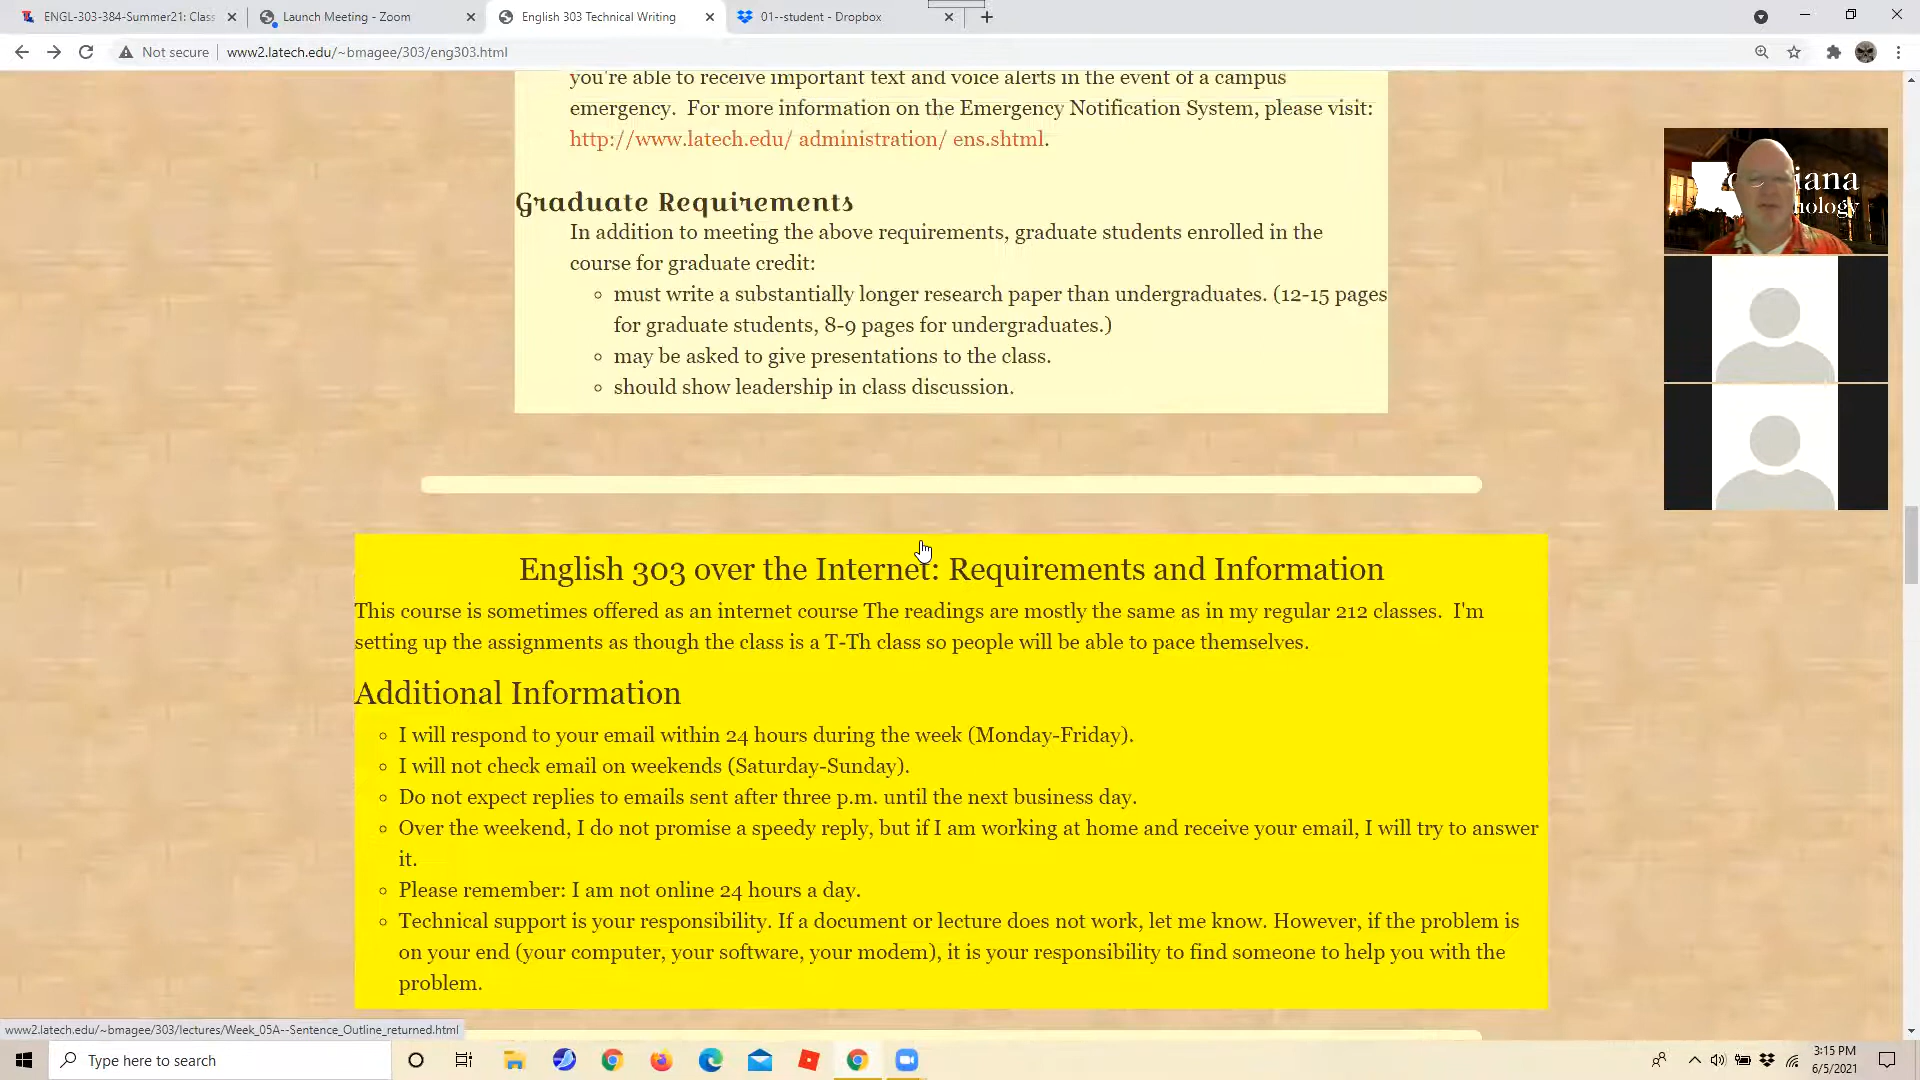 ENGL-303-384-Summer21: Class
Launch Meeting - Zoom
English 303 Technical Writing
01--student - Dropbox
Not secure
www2.latech.edu/~bmagee/303/eng303.html
you're able to receive important text and voice alerts in the event of a campus
emergency.  For more information on the Emergency Notification System, please visit:
http://www.latech.edu/ administration/ ens.shtml.
Graduate Requirements
In addition to meeting the above requirements, graduate students enrolled in the
course for graduate credit:
must write a substantially longer research paper than undergraduates. (12-15 pages
for graduate students, 8-9 pages for undergraduates.)
may be asked to give presentations to the class.
should show leadership in class discussion.
English 303 over the Internet: Requirements and Information
This course is sometimes offered as an internet course The readings are mostly the same as in my regular 212 classes.  I'm
setting up the assignments as though the class is a T-Th class so people will be able to pace themselves.
Additional Information
I will respond to your email within 24 hours during the week (Monday-Friday).
I will not check email on weekends (Saturday-Sunday).
Do not expect replies to emails sent after three p.m. until the next business day.
Over the weekend, I do not promise a speedy reply, but if I am working at home and receive your email, I will try to answer
it.
Please remember: I am not online 24 hours a day.
Technical support is your responsibility. If a document or lecture does not work, let me know. However, if the problem is
on your end (your computer, your software, your modem), it is your responsibility to find someone to help you with the
problem.
www2.latech.edu/~bmagee/303/lectures/Week_05A--Sentence_Outline_returned.html
Type here to search
3:15 PM
6/5/2021